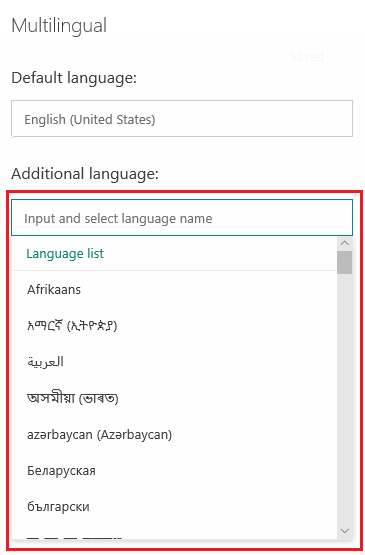 Multilingual
Saved
Default language:
English (United States)
Additional language:
Input and select language name
Language list
Afrikaans
አማርኛ (ኢትዮጵያ)
العربية
অসমীয়া (ভাৰত)
azərbaycan (Azərbaycan)
Беларуская
български